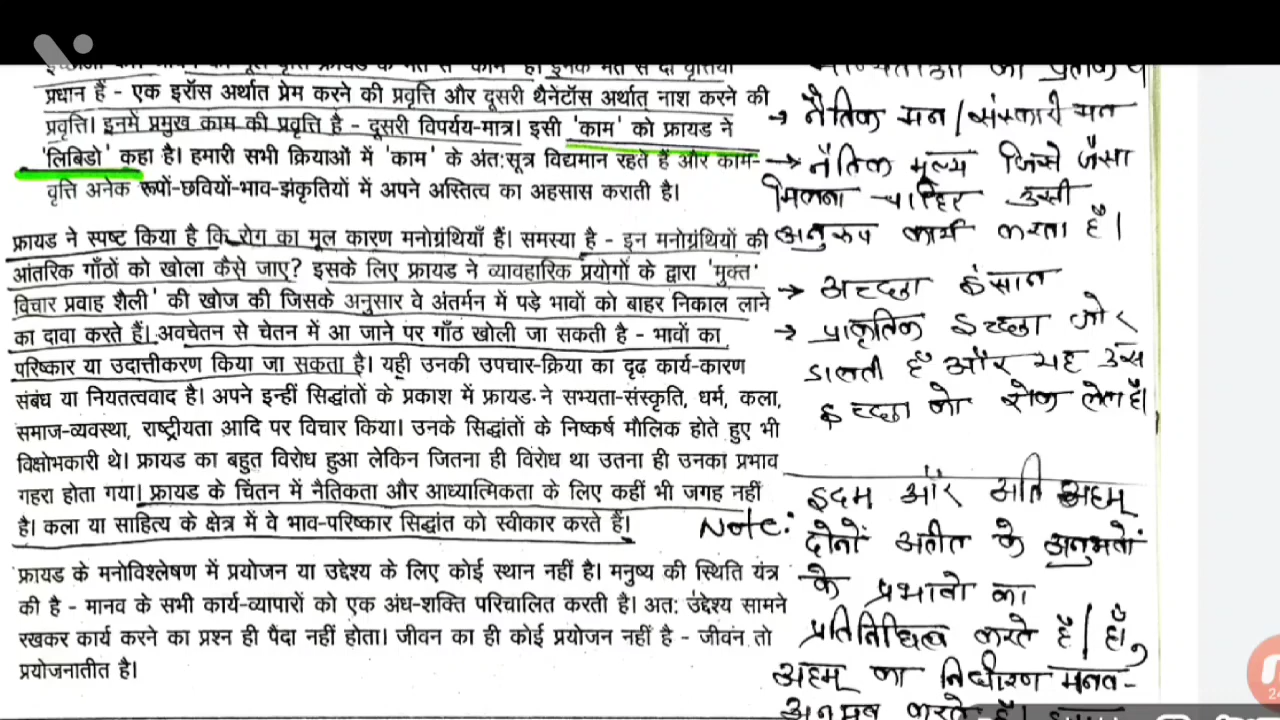 प्रधान हैं - एक इरॉस अर्थात प्रेम करने की प्रवृत्ति और दूसरी थैनेटॉस अर्थात् नाश करने की
प्रवृत्ति। इनमें प्रमुख काम की प्रवृत्ति है - दूसरी विपर्यय-मात्र। इसी 'काम' को फ्रायड ने
'लिबिडो' कहा है। हमारी सभी क्रियाओं में 'काम' के अंत:सूत्र विद्यमान रहते हैं और काम-
वृत्ति अनेक रूपों-छवियों-भाव-झंकृतियों में अपने अस्तित्व का अहसास कराती है।
फ्रायड ने स्पष्ट किया है कि रोग का मूल कारण मनोग्रंथियाँ हैं। समस्या है - इन मनोग्रंथियों की
आंतरिक गाँठों को खोला कैसे जाए? इसके लिए फ्रायड ने व्यावहारिक प्रयोगों के द्वारा 'मुक्त
विचार प्रवाह शैली' की खोज की जिसके अनुसार वे अंतर्मन में पड़े भावों को बाहर निकाल लाने
का दावा करते हैं। अवचेतन से चेतन में आ जाने पर गाँठ खोली जा सकती है - भावों का
परिष्कार या उदात्तीकरण किया जा सकता है। यही उनकी उपचार-क्रिया का दृढ़ कार्य-कारण
संबंध या नियतत्ववाद है। अपने इन्हीं सिद्धांतों के प्रकाश में फ्रायड ने सभ्यता-संस्कृति, धर्म, कला,
समाज-व्यवस्था, राष्ट्रीयता आदि पर विचार किया। उनके सिद्धांतों के निष्कर्ष मौलिक होते हुए भी
विक्षोभकारी थे। फ्रायड का बहुत विरोध हुआ लेकिन जितना ही विरोध था उतना ही उनका प्रभाव
गहरा होता गया। फ्रायड के चिंतन में नैतिकता और आध्यात्मिकता के लिए कहीं भी जगह नहीं
है। कला या साहित्य के क्षेत्र में वे भाव-परिष्कार सिद्धांत को स्वीकार करते हैं।
फ्रायड के मनोविश्लेषण में प्रयोजन या उद्देश्य के लिए कोई स्थान नहीं है। मनुष्य की स्थिति यंत्र
की है - मानव के सभी कार्य-व्यापारों को एक अंध-शक्ति परिचालित करती है। अत: उद्देश्य सामने
रखकर कार्य करने का प्रश्न ही पैदा नहीं होता। जीवन का ही कोई प्रयोजन नहीं है - जीवन तो
प्रयोजनातीत है।
→ नैतिक मन/संस्कारी मन
→ नैतिक मूल्य जिसे जैसा
मिलना चाहिए उसी
अनुरूप कार्य करता है।
→ अच्छा इंसान
→ प्राकृतिक इच्छा जोर
डालती है और यह उस
इच्छा को रोक लेता है।
Note: इदम और अति अहम्
दोनों अतीत के अनुभवों
के प्रभावों का
प्रतिनिधित्व करते हैं। हाँ,
अहम् का निर्धारण मानव-
अनुभव करते हैं।